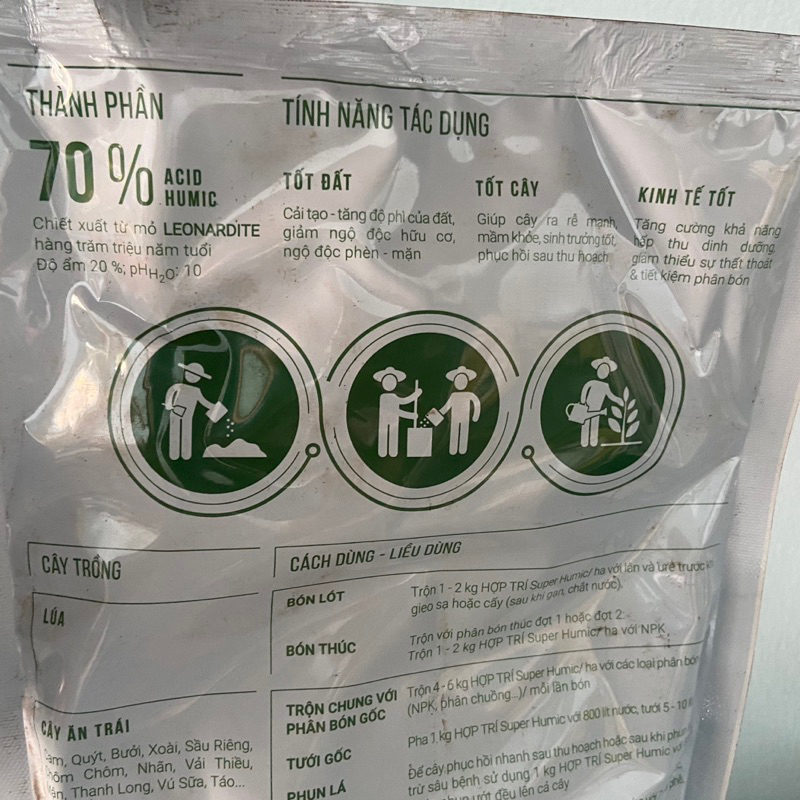 THÀNH PHẦN
70 % ACID
HUMIC
Chiết xuất từ mỏ LEONARDITE
hàng trăm triệu năm tuổi
Độ ẩm 20 %; pHH₂O: 10
TÍNH NĂNG TÁC DỤNG
TỐT ĐẤT
Cải tạo - tăng độ phì của đất,
giảm ngộ độc hữu cơ,
ngộ độc phèn - mặn
TỐT CÂY
Giúp cây ra rễ mạnh,
mầm khỏe, sinh trưởng tốt,
phục hồi sau thu hoạch
KINH TẾ TỐT
Tăng cường khả năng
hấp thu dinh dưỡng,
giảm thiểu sự thất thoát
& tiết kiệm phân bón
CÂY TRỒNG
CÁCH DÙNG - LIỀU DÙNG
LÚA
BÓN LÓT
Trộn 1 - 2 kg HỢP TRÍ Super Humic/ ha với lân và urê trước
gieo sạ hoặc cấy (sau khi gạn, chắt nước).
BÓN THÚC
Trộn với phân bón thúc đợt 1 hoặc đợt 2:
Trộn 1 - 2 kg HỢP TRÍ Super Humic/ ha với NPK
CÂY ĂN TRÁI
Quýt, Bưởi, Xoài, Sầu Riêng,
Chôm, Nhãn, Vải Thiều,
Thanh Long, Vú Sữa, Táo...
TRỘN CHUNG VỚI
PHÂN BÓN GỐC
Trộn 4 - 6 kg HỢP TRÍ Super Humic/ ha với các loại phân bón
(NPK, phân chuồng...)/ mỗi lần bón
TƯỚI GỐC
Pha 1 kg HỢP TRÍ Super Humic với 800 lít nước, tưới 5 - 10
PHUN LÁ
Để cây phục hồi nhanh sau thu hoạch hoặc sau khi
trừ sâu bệnh sử dụng 1 kg HỢP TRÍ Super Humic
ướt đều lên cả cây